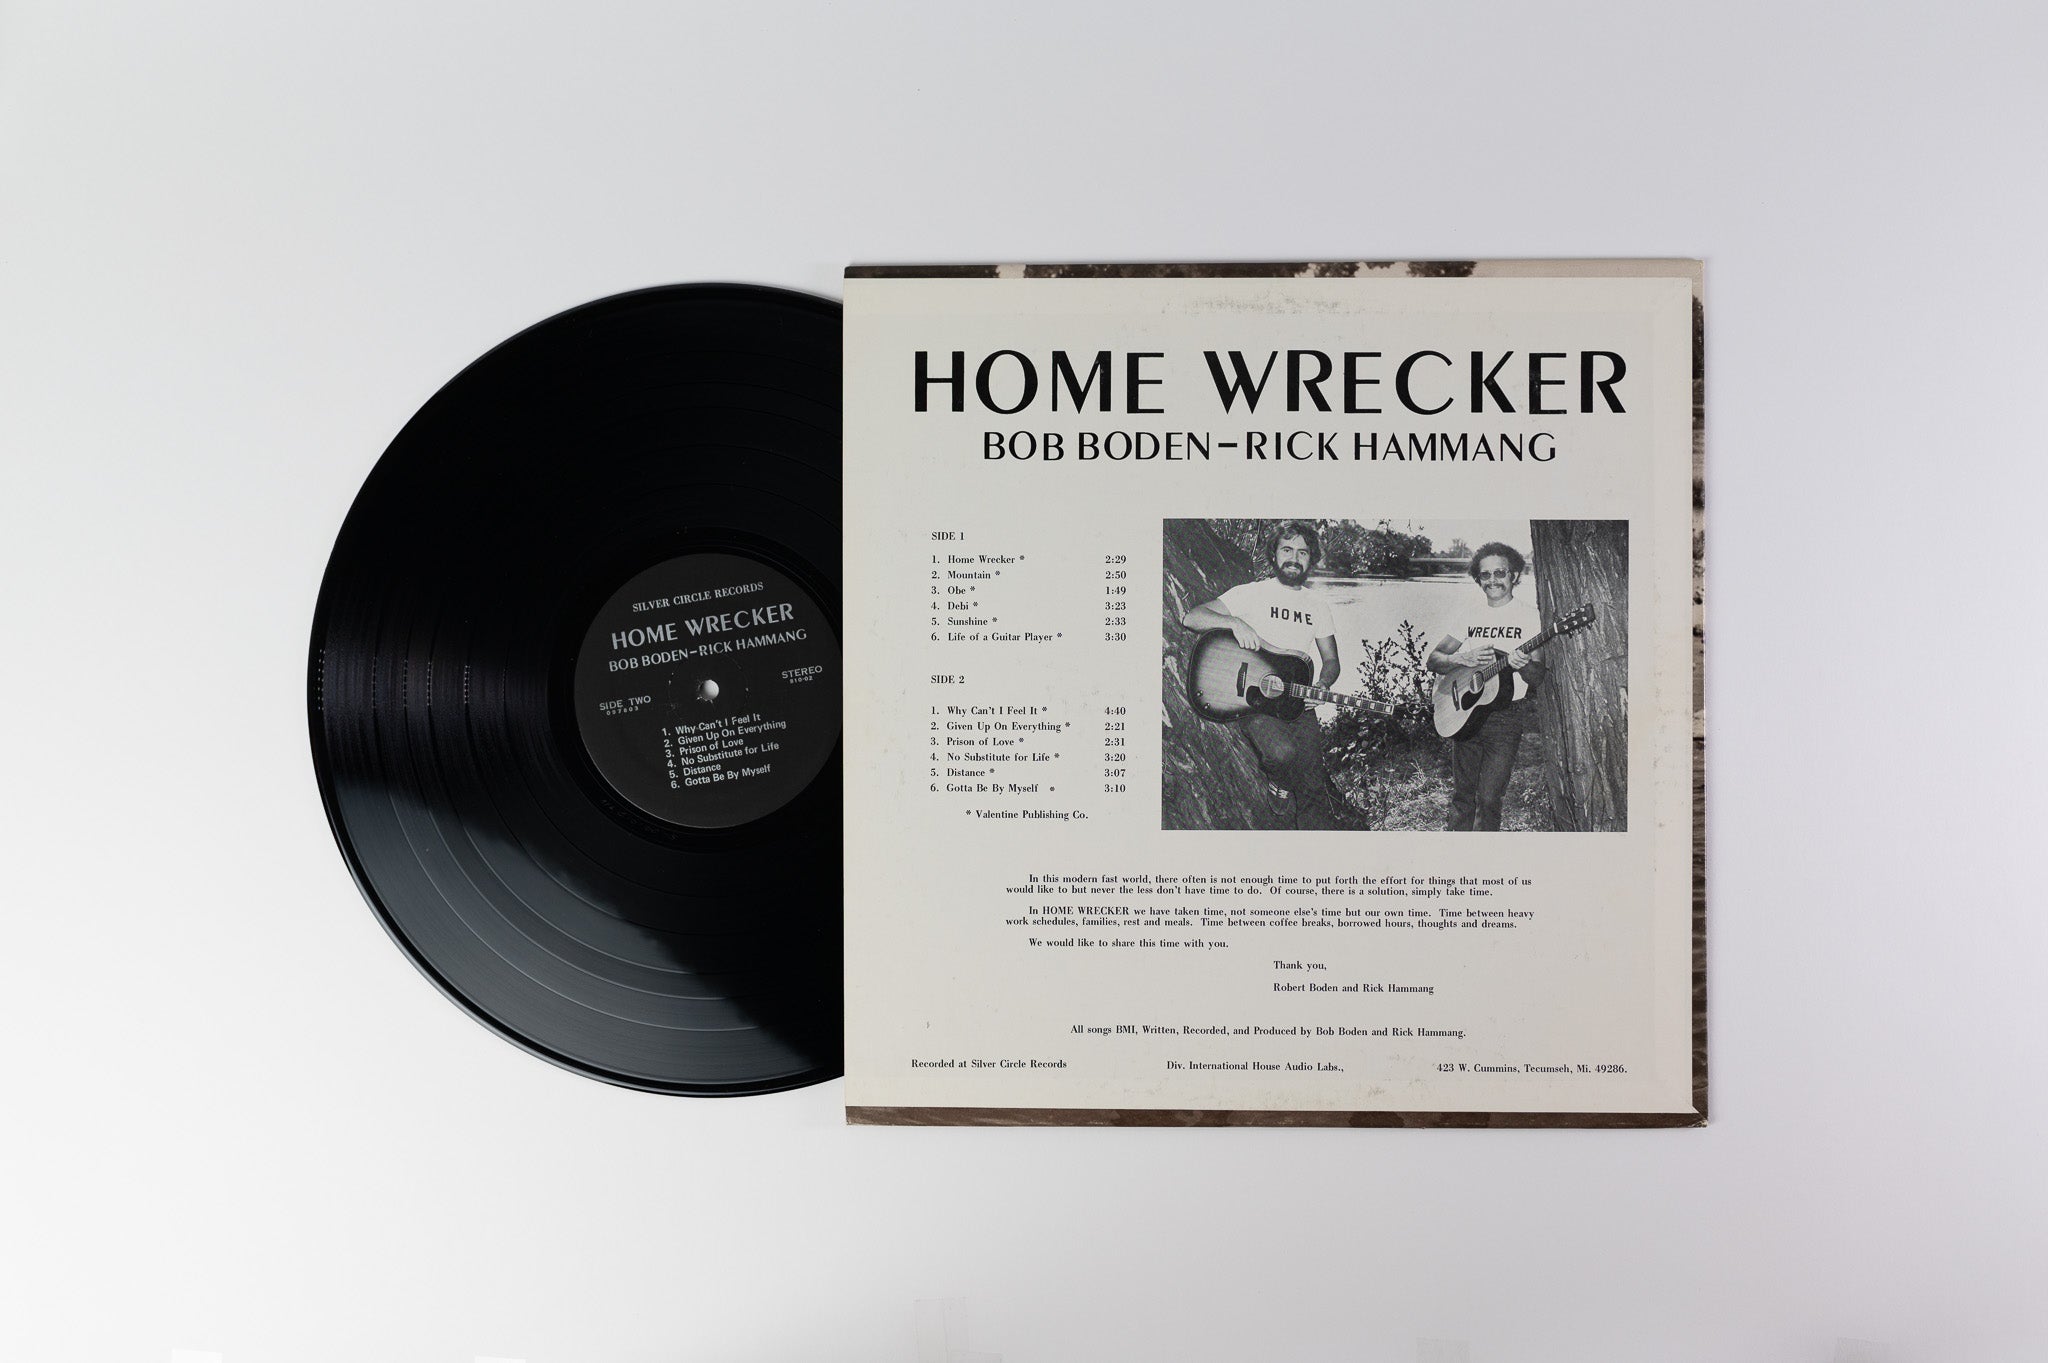 SILVER CIRCLE RECORDS
HOME WRECKER
BOB BODEN-RICK HAMMANG
STEREO
S10-02
SIDE TWO
007603
1. Why Can't I Feel It
2. Given Up On Everything
3. Prison of Love
4. No Substitute for Life
5. Distance
6. Gotta Be By Myself
HOME WRECKER
BOB BODEN-RICK HAMMANG
SIDE 1
1. Home Wrecker * 2:29
2. Mountain * 2:50
3. Obe * 1:49
4. Debi * 3:23
5. Sunshine * 2:33
6. Life of a Guitar Player * 3:30
SIDE 2
1. Why Can't I Feel It * 4:40
2. Given Up On Everything * 2:21
3. Prison of Love * 2:31
4. No Substitute for Life * 3:20
5. Distance * 3:07
6. Gotta Be By Myself * 3:10
* Valentine Publishing Co.
HOME
WRECKER
In this modern fast world, there often is not enough time to put forth the effort for things that most of us
would like to but never the less don't have time to do. Of course, there is a solution, simply take time.
In HOME WRECKER we have taken time, not someone else's time but our own time. Time between heavy
work schedules, families, rest and meals. Time between coffee breaks, borrowed hours, thoughts and dreams.
We would like to share this time with you.
Thank you,
Robert Boden and Rick Hammang
All songs BMI, Written, Recorded, and Produced by Bob Boden and Rick Hammang.
Recorded at Silver Circle Records Div. International House Audio Labs., 423 W. Cummins, Tecumseh, Mi. 49286.